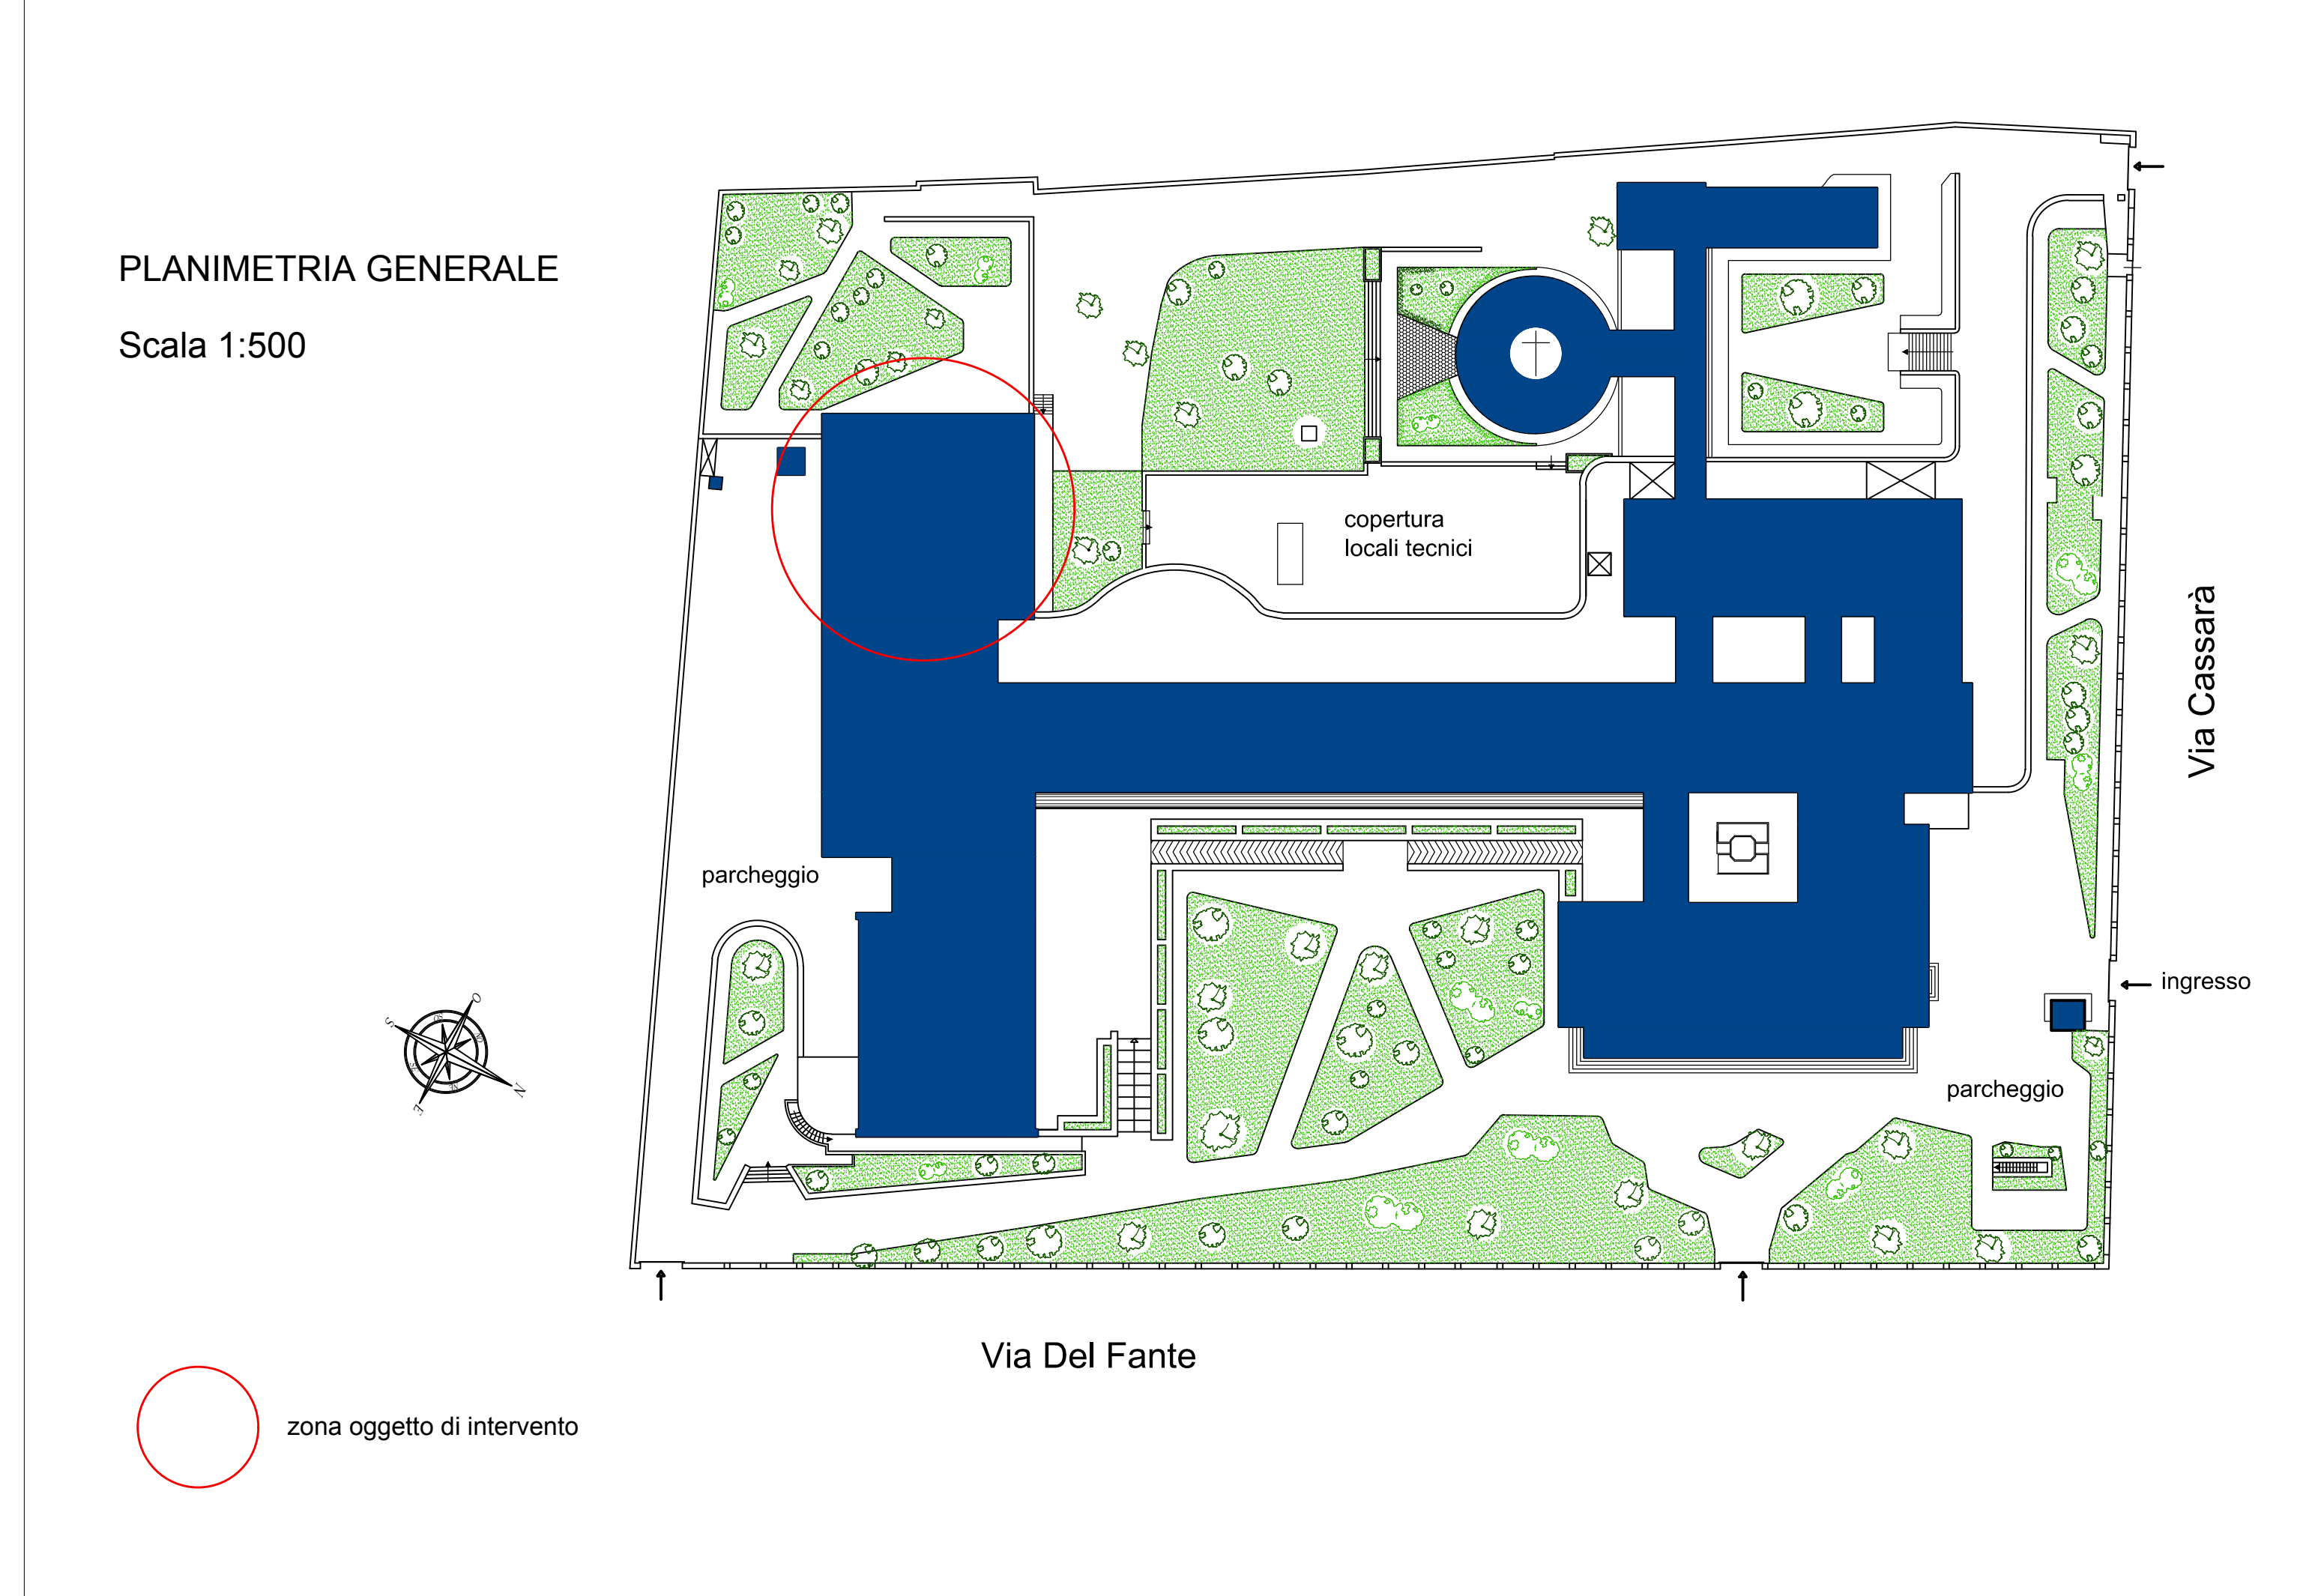 PLANIMETRIA GENERALE
Scala 1:500
copertura
locali tecnici
Via Cassarà
parcheggio
ingresso
parcheggio
O
S
SO
N
E
Via Del Fante
zona oggetto di intervento